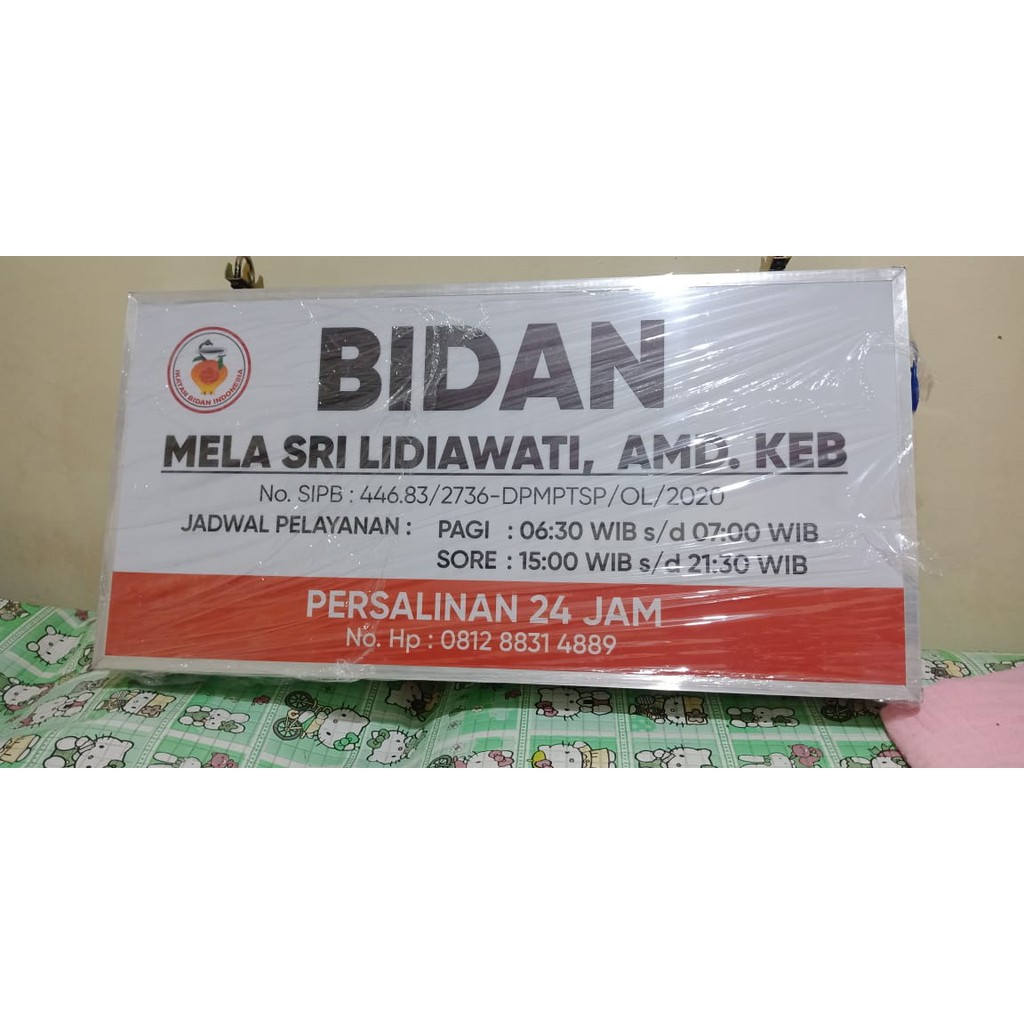 BIDAN
IKATAN BIDAN INDONESIA
MELA SRI LIDIAWATI, AMD. KEB
No. SIPB : 446.83/2736-DPMPTSP/OL/2020
JADWAL PELAYANAN : PAGI : 06:30 WIB s/d 07:00 WIB
SORE : 15:00 WIB s/d 21:30 WIB
PERSALINAN 24 JAM
No. Hp : 0812 8831 4889